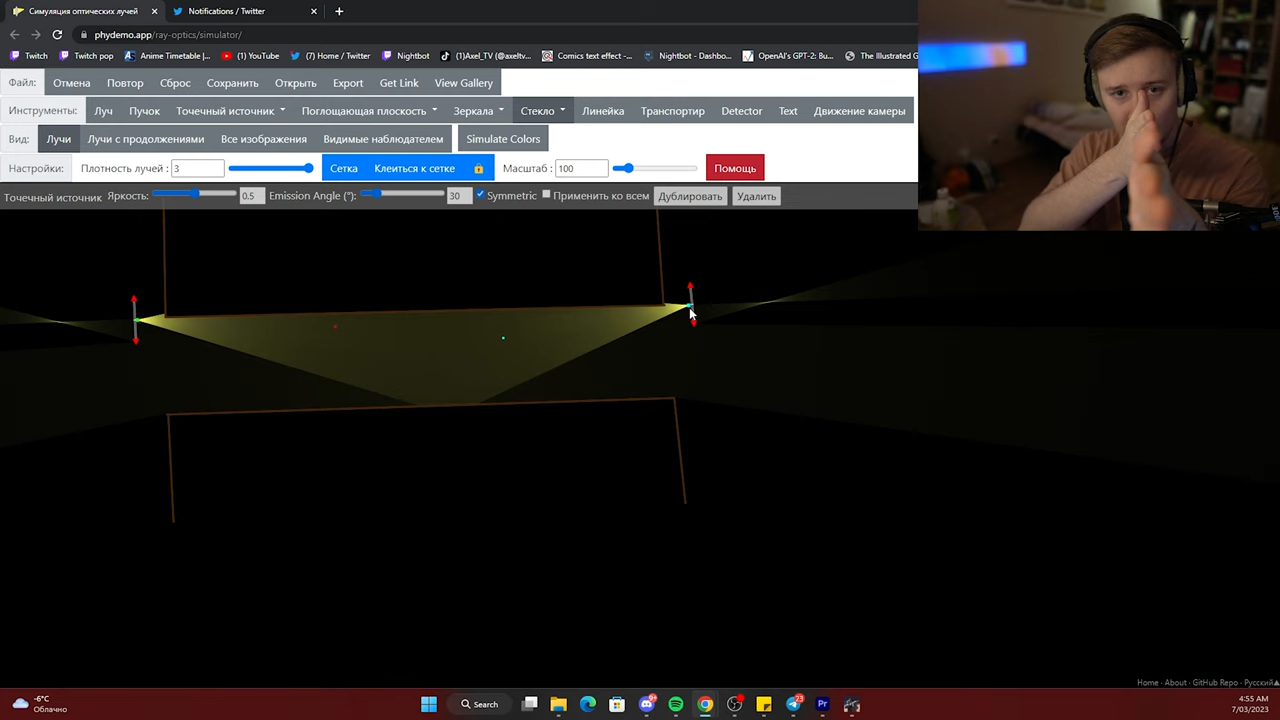 Симуляция оптических лучей
Notifications / Twitter
phydemo.app/ray-optics/simulator/
Twitch Twitch pop Anime Timetable |... (1) YouTube (7) Home / Twitter Nightbot (1)Axel_TV (@axeltv... Comics text effect -... Nightbot - Dashbo... OpenAI's GPT-2: Bu... The Illustrated G
Файл: Отмена Повтор Сброс Сохранить Открыть Export Get Link View Gallery
Инструменты: Луч Пучок Точечный источник Поглощающая плоскость Зеркала Стекло Линейка Транспортир Detector Text Движение камеры
Вид: Лучи Лучи с продолжениями Все изображения Видимые наблюдателем Simulate Colors
Настройки: Плотность лучей : 3 Сетка Клеиться к сетке Масштаб : 100 Помощь
Точечный источник Яркость: 0.5 Emission Angle (°): 30 Symmetric Применить ко всем Дублировать Удалить
Home · About · GitHub Repo · Русский
-6°C
Облачно
Search
23
4:55 AM
7/03/2023